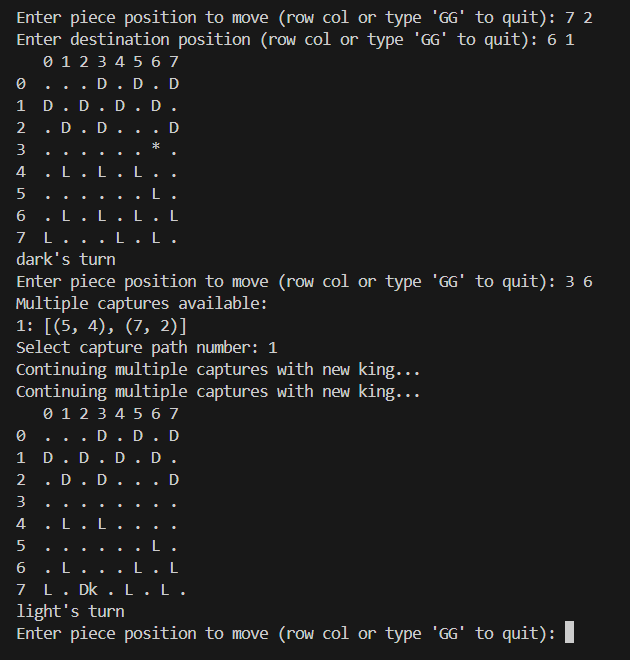 Enter piece position to move (row col or type 'GG' to quit): 7 2
Enter destination position (row col or type 'GG' to quit): 6 1
   0 1 2 3 4 5 6 7
0  . . . D . D . D
1  D . D . D . D .
2  . D . D . . . D
3  . . . . . . * .
4  . L . L . L . .
5  . . . . . . L .
6  . L . L . L . L
7  L . . . L . L .
dark's turn
Enter piece position to move (row col or type 'GG' to quit): 3 6
Multiple captures available:
1: [(5, 4), (7, 2)]
Select capture path number: 1
Continuing multiple captures with new king...
Continuing multiple captures with new king...
   0 1 2 3 4 5 6 7
0  . . . D . D . D
1  D . D . D . D .
2  . D . D . . . D
3  . . . . . . . .
4  . L . L . . . .
5  . . . . . . L .
6  . L . . . L . L
7  L . Dk . L . L .
light's turn
Enter piece position to move (row col or type 'GG' to quit):